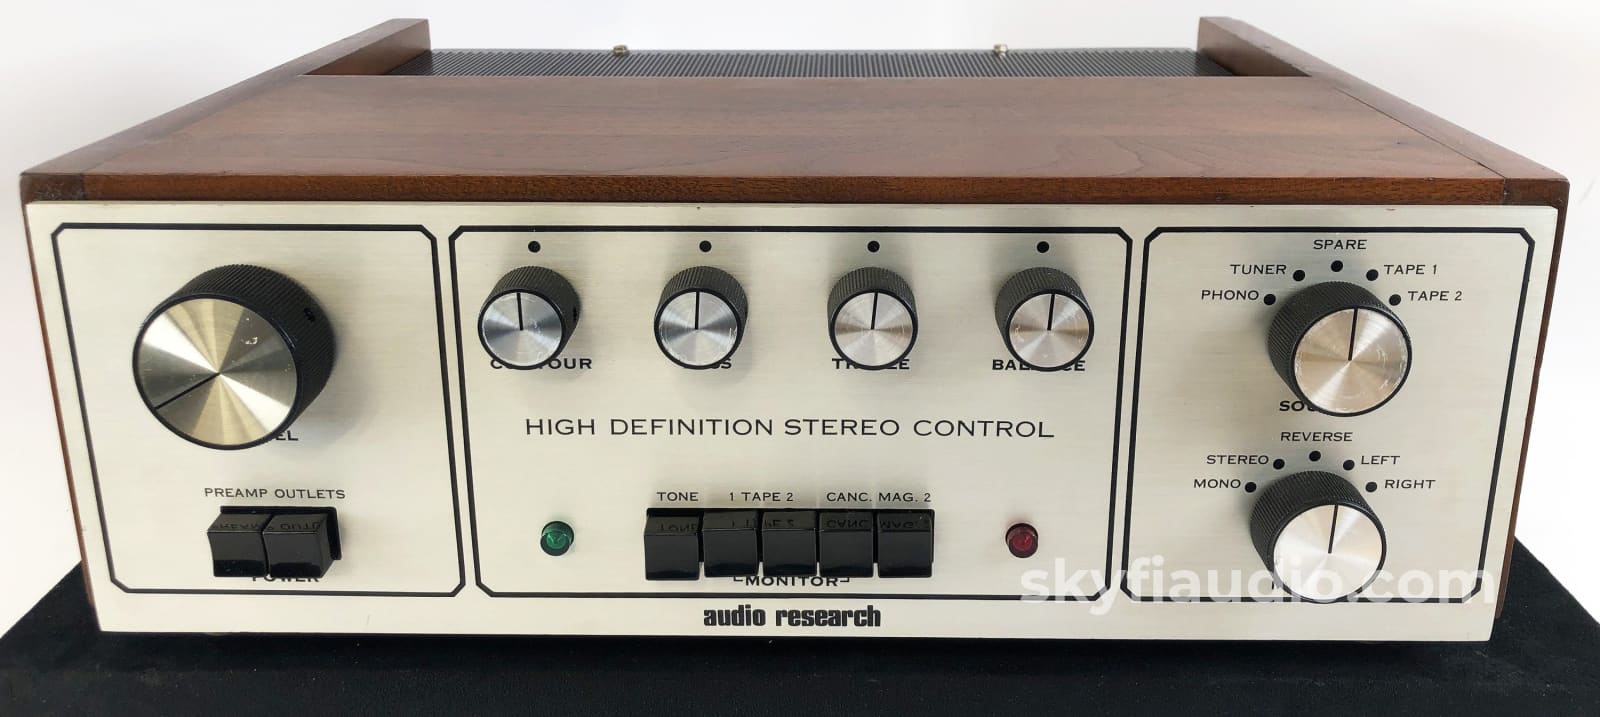 SPARE
TUNER TAPE 1
PHONO TAPE 2
HIGH DEFINITION STEREO CONTROL
REVERSE
STEREO LEFT
MONO RIGHT
PREAMP OUTLETS
TONE 1 TAPE 2 CANC. MAG. 2
POWER
MONITOR
skyfiaudio.com
audio research